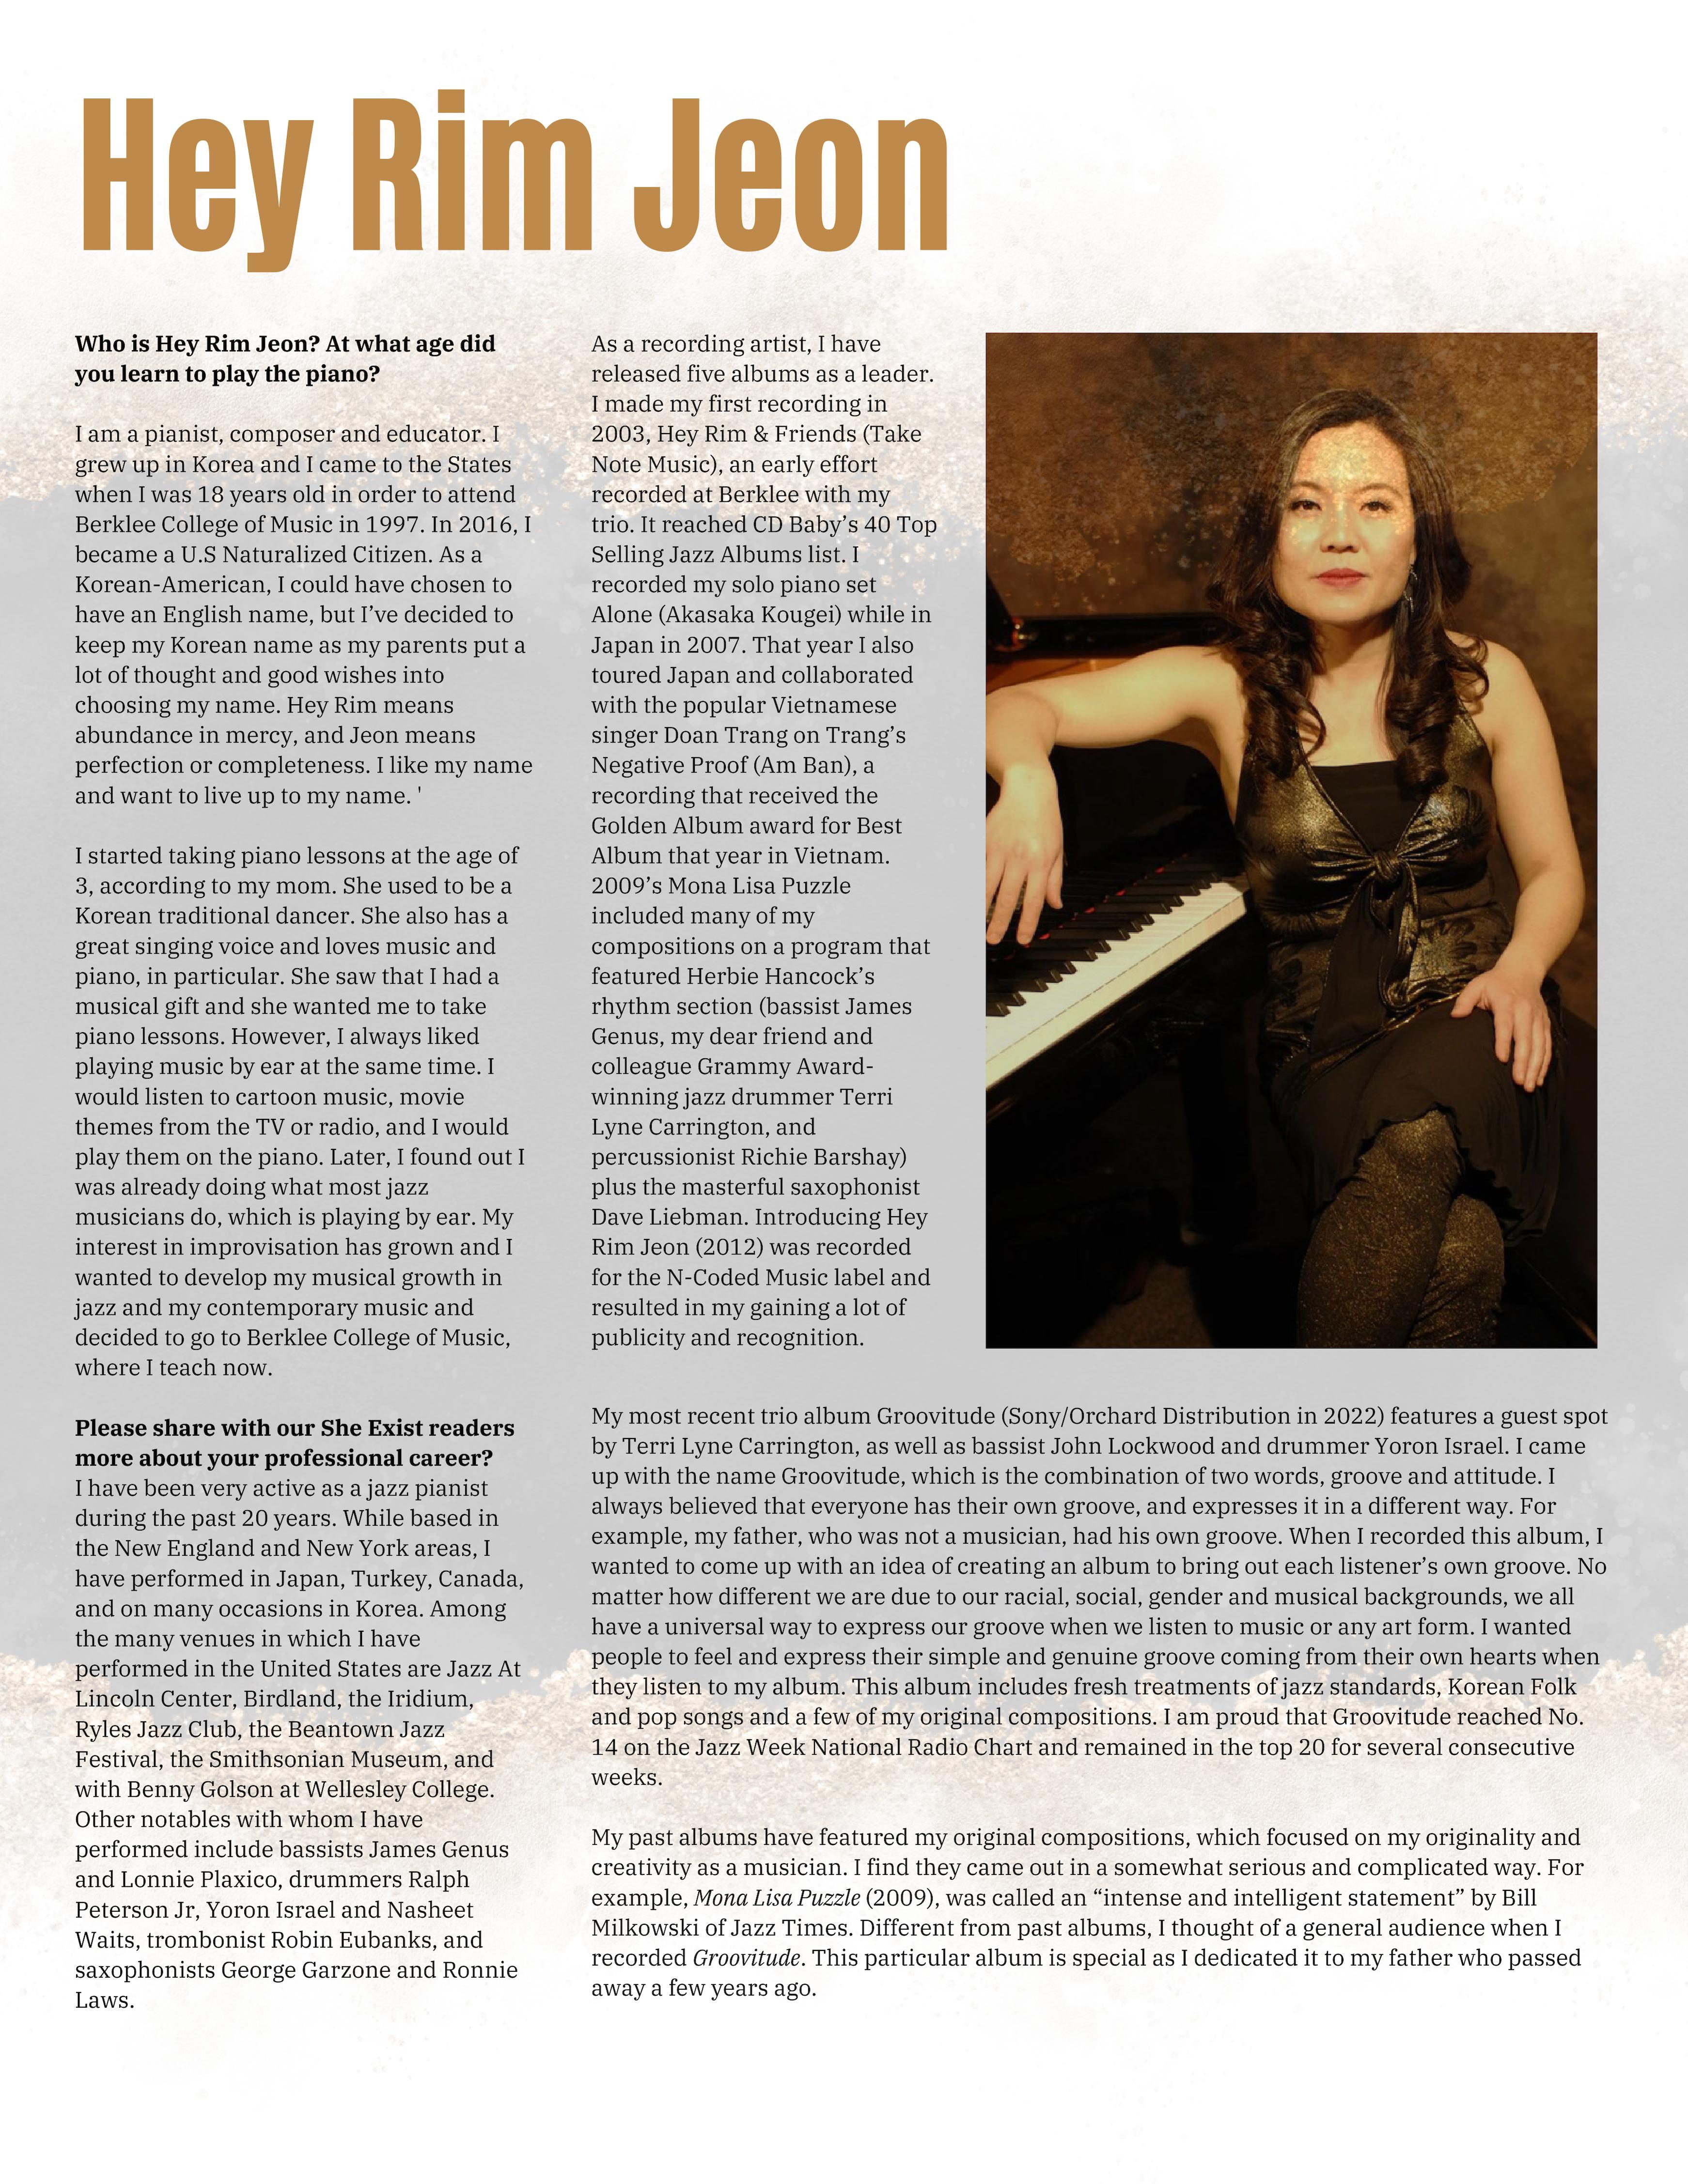 Hey Rim Jeon
Who is Hey Rim Jeon? At what age did
you learn to play the piano?
I am a pianist, composer and educator. I
grew up in Korea and I came to the States
when I was 18 years old in order to attend
Berklee College of Music in 1997. In 2016, I
became a U.S Naturalized Citizen. As a
Korean-American, I could have chosen to
have an English name, but I’ve decided to
keep my Korean name as my parents put a
lot of thought and good wishes into
choosing my name. Hey Rim means
abundance in mercy, and Jeon means
perfection or completeness. I like my name
and want to live up to my name. '
I started taking piano lessons at the age of
3, according to my mom. She used to be a
Korean traditional dancer. She also has a
great singing voice and loves music and
piano, in particular. She saw that I had a
musical gift and she wanted me to take
piano lessons. However, I always liked
playing music by ear at the same time. I
would listen to cartoon music, movie
themes from the TV or radio, and I would
play them on the piano. Later, I found out I
was already doing what most jazz
musicians do, which is playing by ear. My
interest in improvisation has grown and I
wanted to develop my musical growth in
jazz and my contemporary music and
decided to go to Berklee College of Music,
where I teach now.
Please share with our She Exist readers
more about your professional career?
I have been very active as a jazz pianist
during the past 20 years. While based in
the New England and New York areas, I
have performed in Japan, Turkey, Canada,
and on many occasions in Korea. Among
the many venues in which I have
performed in the United States are Jazz At
Lincoln Center, Birdland, the Iridium,
Ryles Jazz Club, the Beantown Jazz
Festival, the Smithsonian Museum, and
with Benny Golson at Wellesley College.
Other notables with whom I have
performed include bassists James Genus
and Lonnie Plaxico, drummers Ralph
Peterson Jr, Yoron Israel and Nasheet
Waits, trombonist Robin Eubanks, and
saxophonists George Garzone and Ronnie
Laws.
As a recording artist, I have
released five albums as a leader.
I made my first recording in
2003, Hey Rim & Friends (Take
Note Music), an early effort
recorded at Berklee with my
trio. It reached CD Baby’s 40 Top
Selling Jazz Albums list. I
recorded my solo piano set
Alone (Akasaka Kougei) while in
Japan in 2007. That year I also
toured Japan and collaborated
with the popular Vietnamese
singer Doan Trang on Trang’s
Negative Proof (Am Ban), a
recording that received the
Golden Album award for Best
Album that year in Vietnam.
2009’s Mona Lisa Puzzle
included many of my
compositions on a program that
featured Herbie Hancock’s
rhythm section (bassist James
Genus, my dear friend and
colleague Grammy Award-
winning jazz drummer Terri
Lyne Carrington, and
percussionist Richie Barshay)
plus the masterful saxophonist
Dave Liebman. Introducing Hey
Rim Jeon (2012) was recorded
for the N-Coded Music label and
resulted in my gaining a lot of
publicity and recognition.
My most recent trio album Groovitude (Sony/Orchard Distribution in 2022) features a guest spot
by Terri Lyne Carrington, as well as bassist John Lockwood and drummer Yoron Israel. I came
up with the name Groovitude, which is the combination of two words, groove and attitude. I
always believed that everyone has their own groove, and expresses it in a different way. For
example, my father, who was not a musician, had his own groove. When I recorded this album, I
wanted to come up with an idea of creating an album to bring out each listener’s own groove. No
matter how different we are due to our racial, social, gender and musical backgrounds, we all
have a universal way to express our groove when we listen to music or any art form. I wanted
people to feel and express their simple and genuine groove coming from their own hearts when
they listen to my album. This album includes fresh treatments of jazz standards, Korean Folk
and pop songs and a few of my original compositions. I am proud that Groovitude reached No.
14 on the Jazz Week National Radio Chart and remained in the top 20 for several consecutive
weeks.
My past albums have featured my original compositions, which focused on my originality and
creativity as a musician. I find they came out in a somewhat serious and complicated way. For
example, Mona Lisa Puzzle (2009), was called an “intense and intelligent statement” by Bill
Milkowski of Jazz Times. Different from past albums, I thought of a general audience when I
recorded Groovitude. This particular album is special as I dedicated it to my father who passed
away a few years ago.